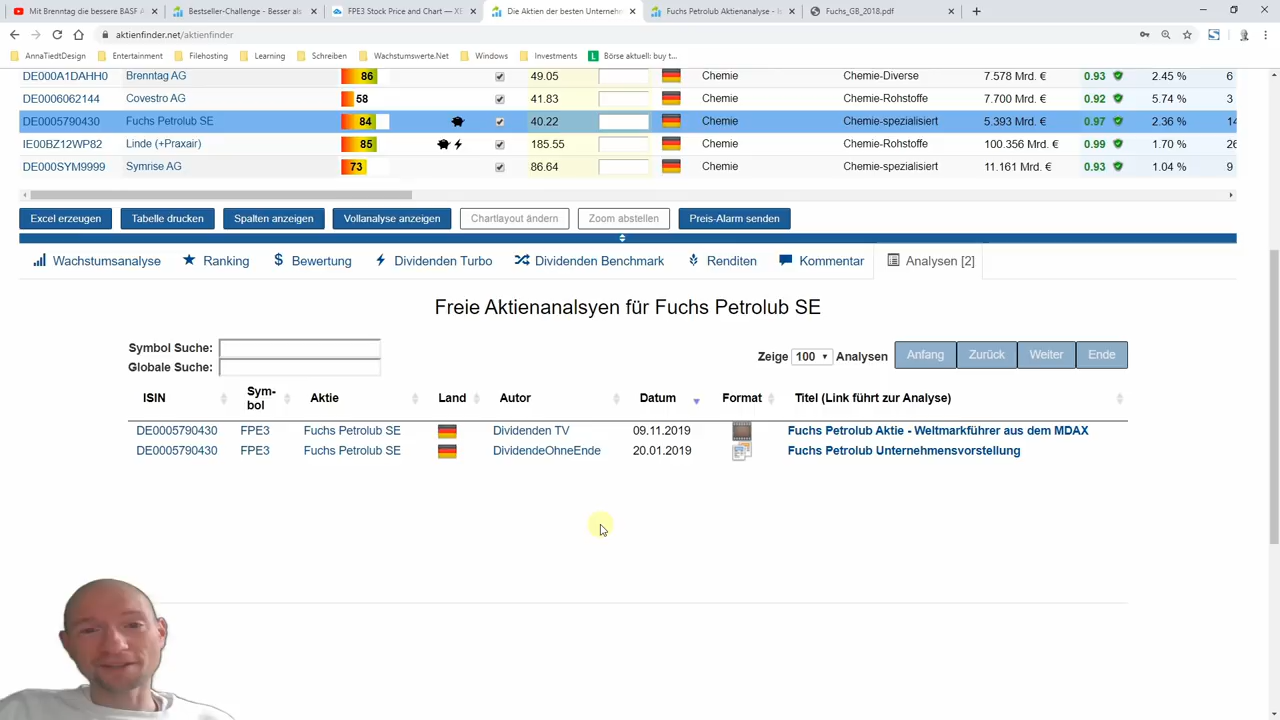 Mit Brenntag die bessere BASF A
Bestseller-Challenge - Besser als
FPE3 Stock Price and Chart — XE
Die Aktien der besten Unternehm
Fuchs Petrolub Aktienanalyse - Ist
Fuchs_GB_2018.pdf
aktienfinder.net/aktienfinder
AnnaTiedtDesign
Entertainment
Filehosting
Learning
Schreiben
Wachstumswerte.Net
Windows
Investments
Börse aktuell: buy t...
DE000A1DAHH0 Brenntag AG 86 49.05 Chemie Chemie-Diverse 7.578 Mrd. € 0.93 2.45 % 6
DE0006062144 Covestro AG 58 41.83 Chemie Chemie-Rohstoffe 7.700 Mrd. € 0.92 5.74 % 3
DE0005790430 Fuchs Petrolub SE 84 40.22 Chemie Chemie-spezialisiert 5.393 Mrd. € 0.97 2.36 % 14
IE00BZ12WP82 Linde (+Praxair) 85 185.55 Chemie Chemie-Rohstoffe 100.356 Mrd. € 0.99 1.70 % 26
DE000SYM9999 Symrise AG 73 86.64 Chemie Chemie-spezialisiert 11.161 Mrd. € 0.93 1.04 % 9
Excel erzeugen
Tabelle drucken
Spalten anzeigen
Vollanalyse anzeigen
Chartlayout ändern
Zoom abstellen
Preis-Alarm senden
Wachstumsanalyse
Ranking
$ Bewertung
Dividenden Turbo
Dividenden Benchmark
Renditen
Kommentar
Analysen [2]
Freie Aktienanalsyen für Fuchs Petrolub SE
Symbol Suche:
Globale Suche:
Zeige 100 Analysen
Anfang
Zurück
Weiter
Ende
ISIN Sym-bol Aktie Land Autor Datum Format Titel (Link führt zur Analyse)
DE0005790430 FPE3 Fuchs Petrolub SE Dividenden TV 09.11.2019 Fuchs Petrolub Aktie - Weltmarkführer aus dem MDAX
DE0005790430 FPE3 Fuchs Petrolub SE DividendeOhneEnde 20.01.2019 Fuchs Petrolub Unternehmensvorstellung